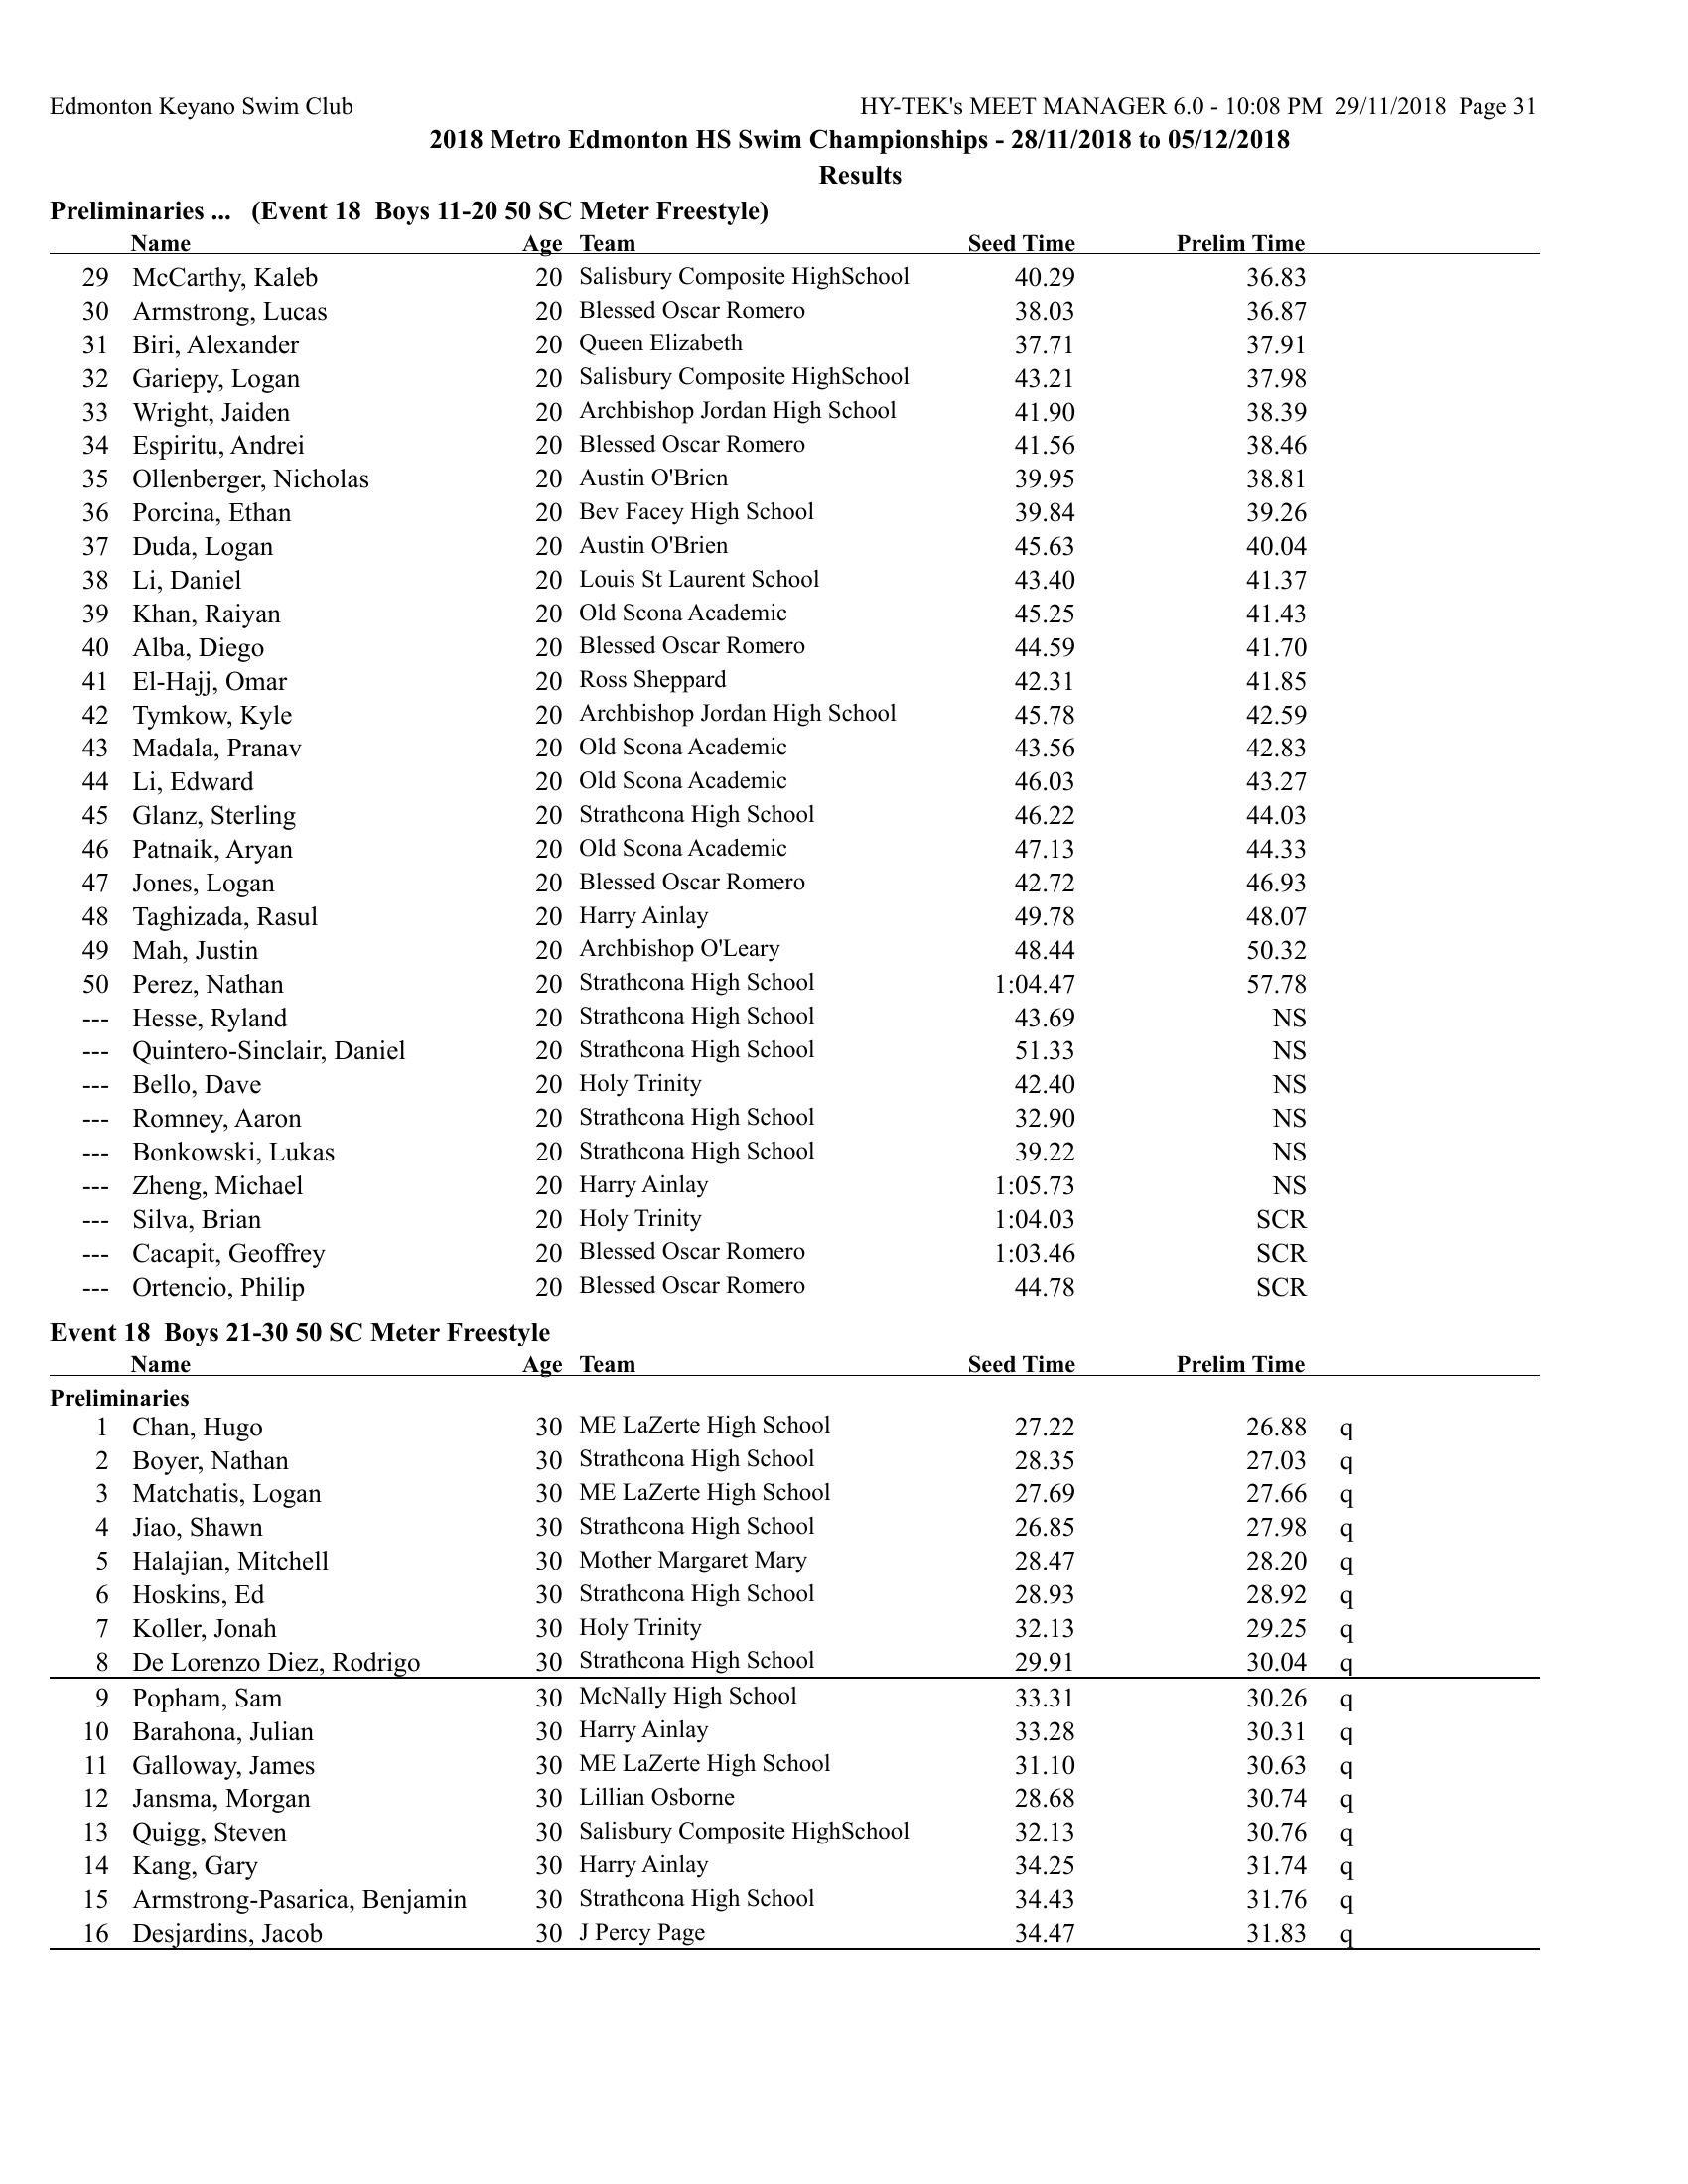 Edmonton Keyano Swim Club HY-TEK's MEET MANAGER 6.0 - 10:08 PM 29/11/2018 Page 31
2018 Metro Edmonton HS Swim Championships - 28/11/2018 to 05/12/2018
Results
Preliminaries ... (Event 18 Boys 11-20 50 SC Meter Freestyle)
Name Age Team Seed Time Prelim Time
29 McCarthy, Kaleb 20 Salisbury Composite HighSchool 40.29 36.83
30 Armstrong, Lucas 20 Blessed Oscar Romero 38.03 36.87
31 Biri, Alexander 20 Queen Elizabeth 37.71 37.91
32 Gariepy, Logan 20 Salisbury Composite HighSchool 43.21 37.98
33 Wright, Jaiden 20 Archbishop Jordan High School 41.90 38.39
34 Espiritu, Andrei 20 Blessed Oscar Romero 41.56 38.46
35 Ollenberger, Nicholas 20 Austin O'Brien 39.95 38.81
36 Porcina, Ethan 20 Bev Facey High School 39.84 39.26
37 Duda, Logan 20 Austin O'Brien 45.63 40.04
38 Li, Daniel 20 Louis St Laurent School 43.40 41.37
39 Khan, Raiyan 20 Old Scona Academic 45.25 41.43
40 Alba, Diego 20 Blessed Oscar Romero 44.59 41.70
41 El-Hajj, Omar 20 Ross Sheppard 42.31 41.85
42 Tymkow, Kyle 20 Archbishop Jordan High School 45.78 42.59
43 Madala, Pranav 20 Old Scona Academic 43.56 42.83
44 Li, Edward 20 Old Scona Academic 46.03 43.27
45 Glanz, Sterling 20 Strathcona High School 46.22 44.03
46 Patnaik, Aryan 20 Old Scona Academic 47.13 44.33
47 Jones, Logan 20 Blessed Oscar Romero 42.72 46.93
48 Taghizada, Rasul 20 Harry Ainlay 49.78 48.07
49 Mah, Justin 20 Archbishop O'Leary 48.44 50.32
50 Perez, Nathan 20 Strathcona High School 1:04.47 57.78
--- Hesse, Ryland 20 Strathcona High School 43.69 NS
--- Quintero-Sinclair, Daniel 20 Strathcona High School 51.33 NS
--- Bello, Dave 20 Holy Trinity 42.40 NS
--- Romney, Aaron 20 Strathcona High School 32.90 NS
--- Bonkowski, Lukas 20 Strathcona High School 39.22 NS
--- Zheng, Michael 20 Harry Ainlay 1:05.73 NS
--- Silva, Brian 20 Holy Trinity 1:04.03 SCR
--- Cacapit, Geoffrey 20 Blessed Oscar Romero 1:03.46 SCR
--- Ortencio, Philip 20 Blessed Oscar Romero 44.78 SCR
Event 18 Boys 21-30 50 SC Meter Freestyle
Name Age Team Seed Time Prelim Time
Preliminaries
1 Chan, Hugo 30 ME LaZerte High School 27.22 26.88 q
2 Boyer, Nathan 30 Strathcona High School 28.35 27.03 q
3 Matchatis, Logan 30 ME LaZerte High School 27.69 27.66 q
4 Jiao, Shawn 30 Strathcona High School 26.85 27.98 q
5 Halajian, Mitchell 30 Mother Margaret Mary 28.47 28.20 q
6 Hoskins, Ed 30 Strathcona High School 28.93 28.92 q
7 Koller, Jonah 30 Holy Trinity 32.13 29.25 q
8 De Lorenzo Diez, Rodrigo 30 Strathcona High School 29.91 30.04 q
9 Popham, Sam 30 McNally High School 33.31 30.26 q
10 Barahona, Julian 30 Harry Ainlay 33.28 30.31 q
11 Galloway, James 30 ME LaZerte High School 31.10 30.63 q
12 Jansma, Morgan 30 Lillian Osborne 28.68 30.74 q
13 Quigg, Steven 30 Salisbury Composite HighSchool 32.13 30.76 q
14 Kang, Gary 30 Harry Ainlay 34.25 31.74 q
15 Armstrong-Pasarica, Benjamin 30 Strathcona High School 34.43 31.76 q
16 Desjardins, Jacob 30 J Percy Page 34.47 31.83 q